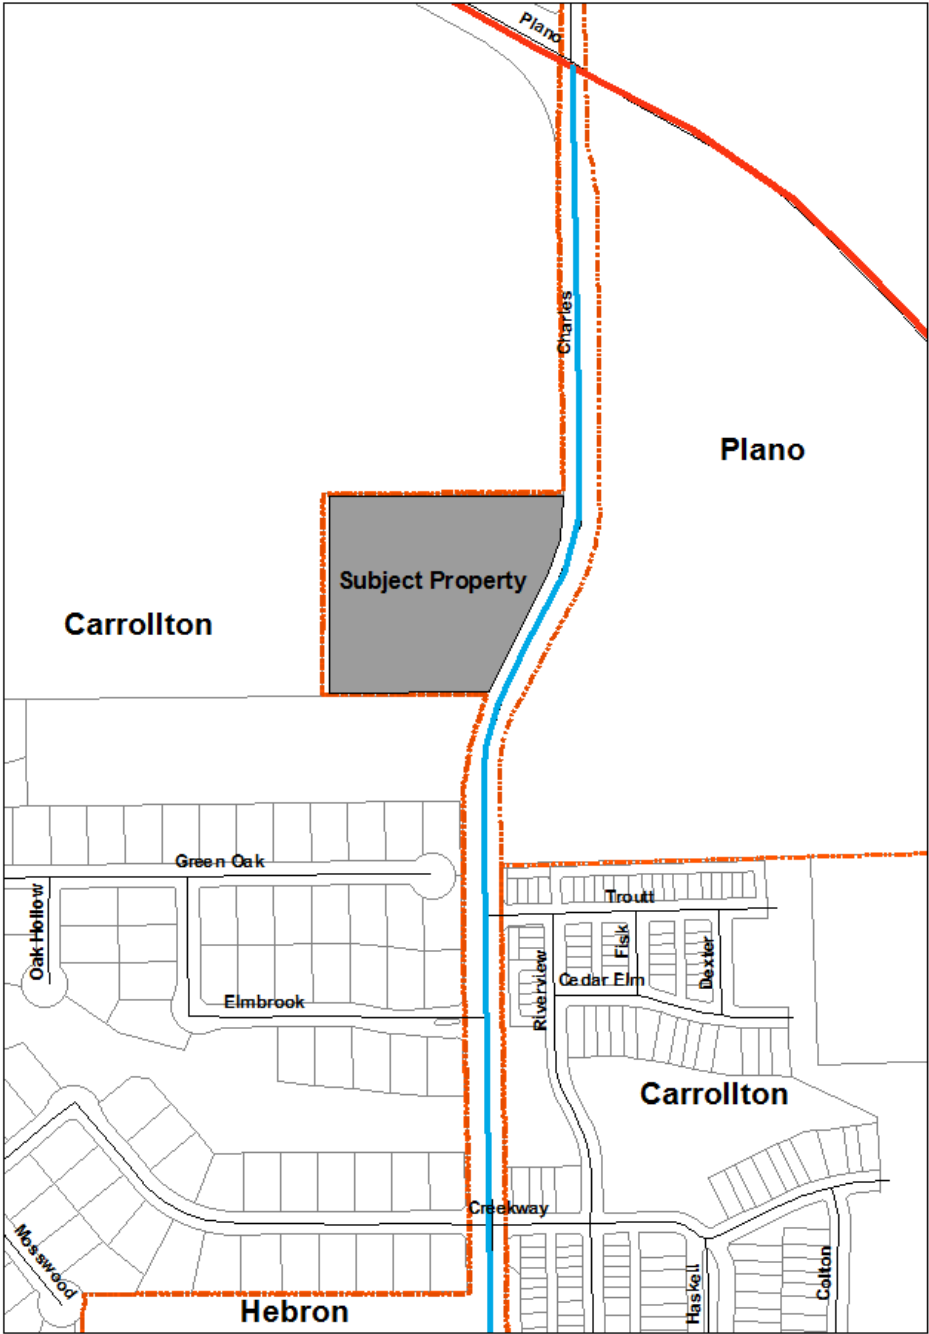 Plano
Charles
Plano
Subject Property
Carrollton
Green Oak
Oak Hollow
Troutt
Fisk
Dexter
Riverview
Cedar Elm
Elmbrook
Carrollton
Creekway
Mosswood
Haskell
Colton
Hebron